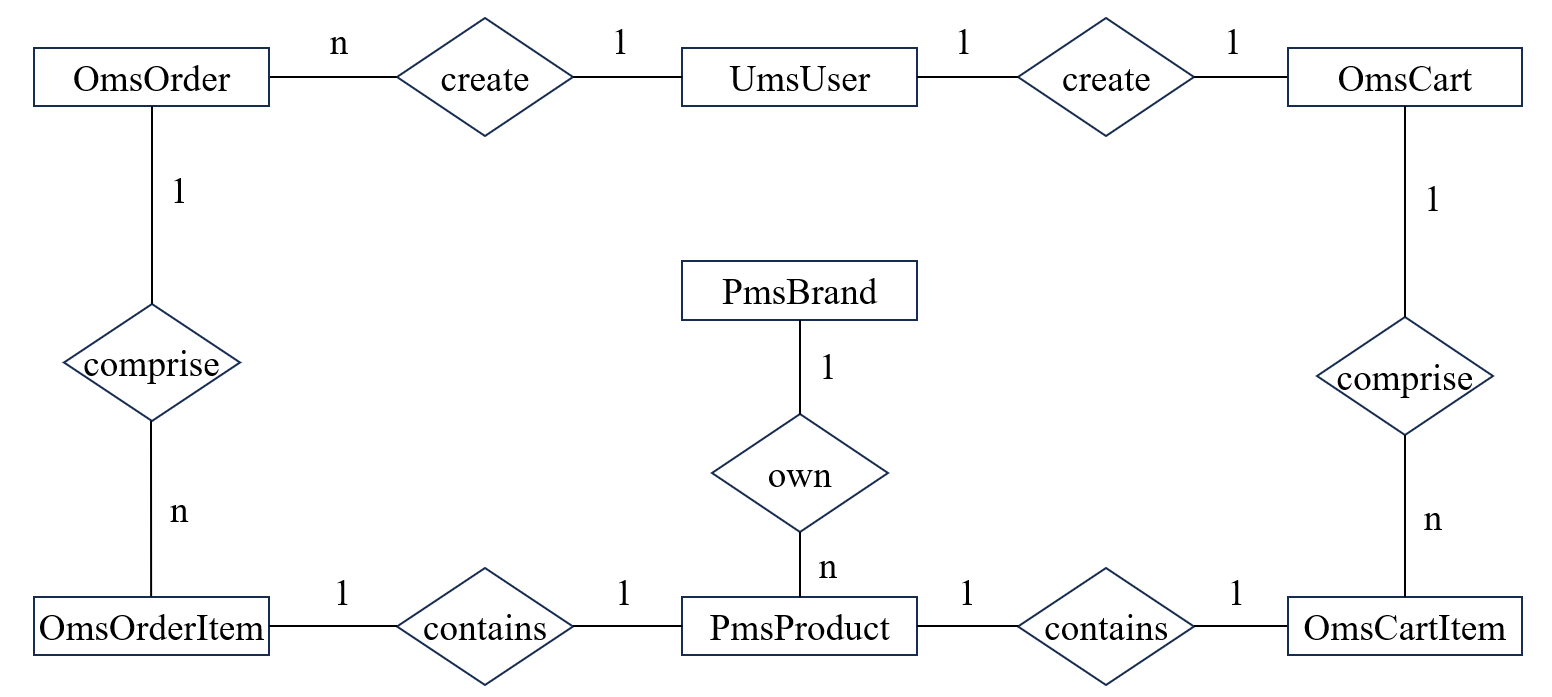 n 1 1 1
OmsOrder create UmsUser create OmsCart
1 1
PmsBrand
1
comprise comprise
own
n n
n
1 1 1 1
OmsOrderItem contains PmsProduct contains OmsCartItem